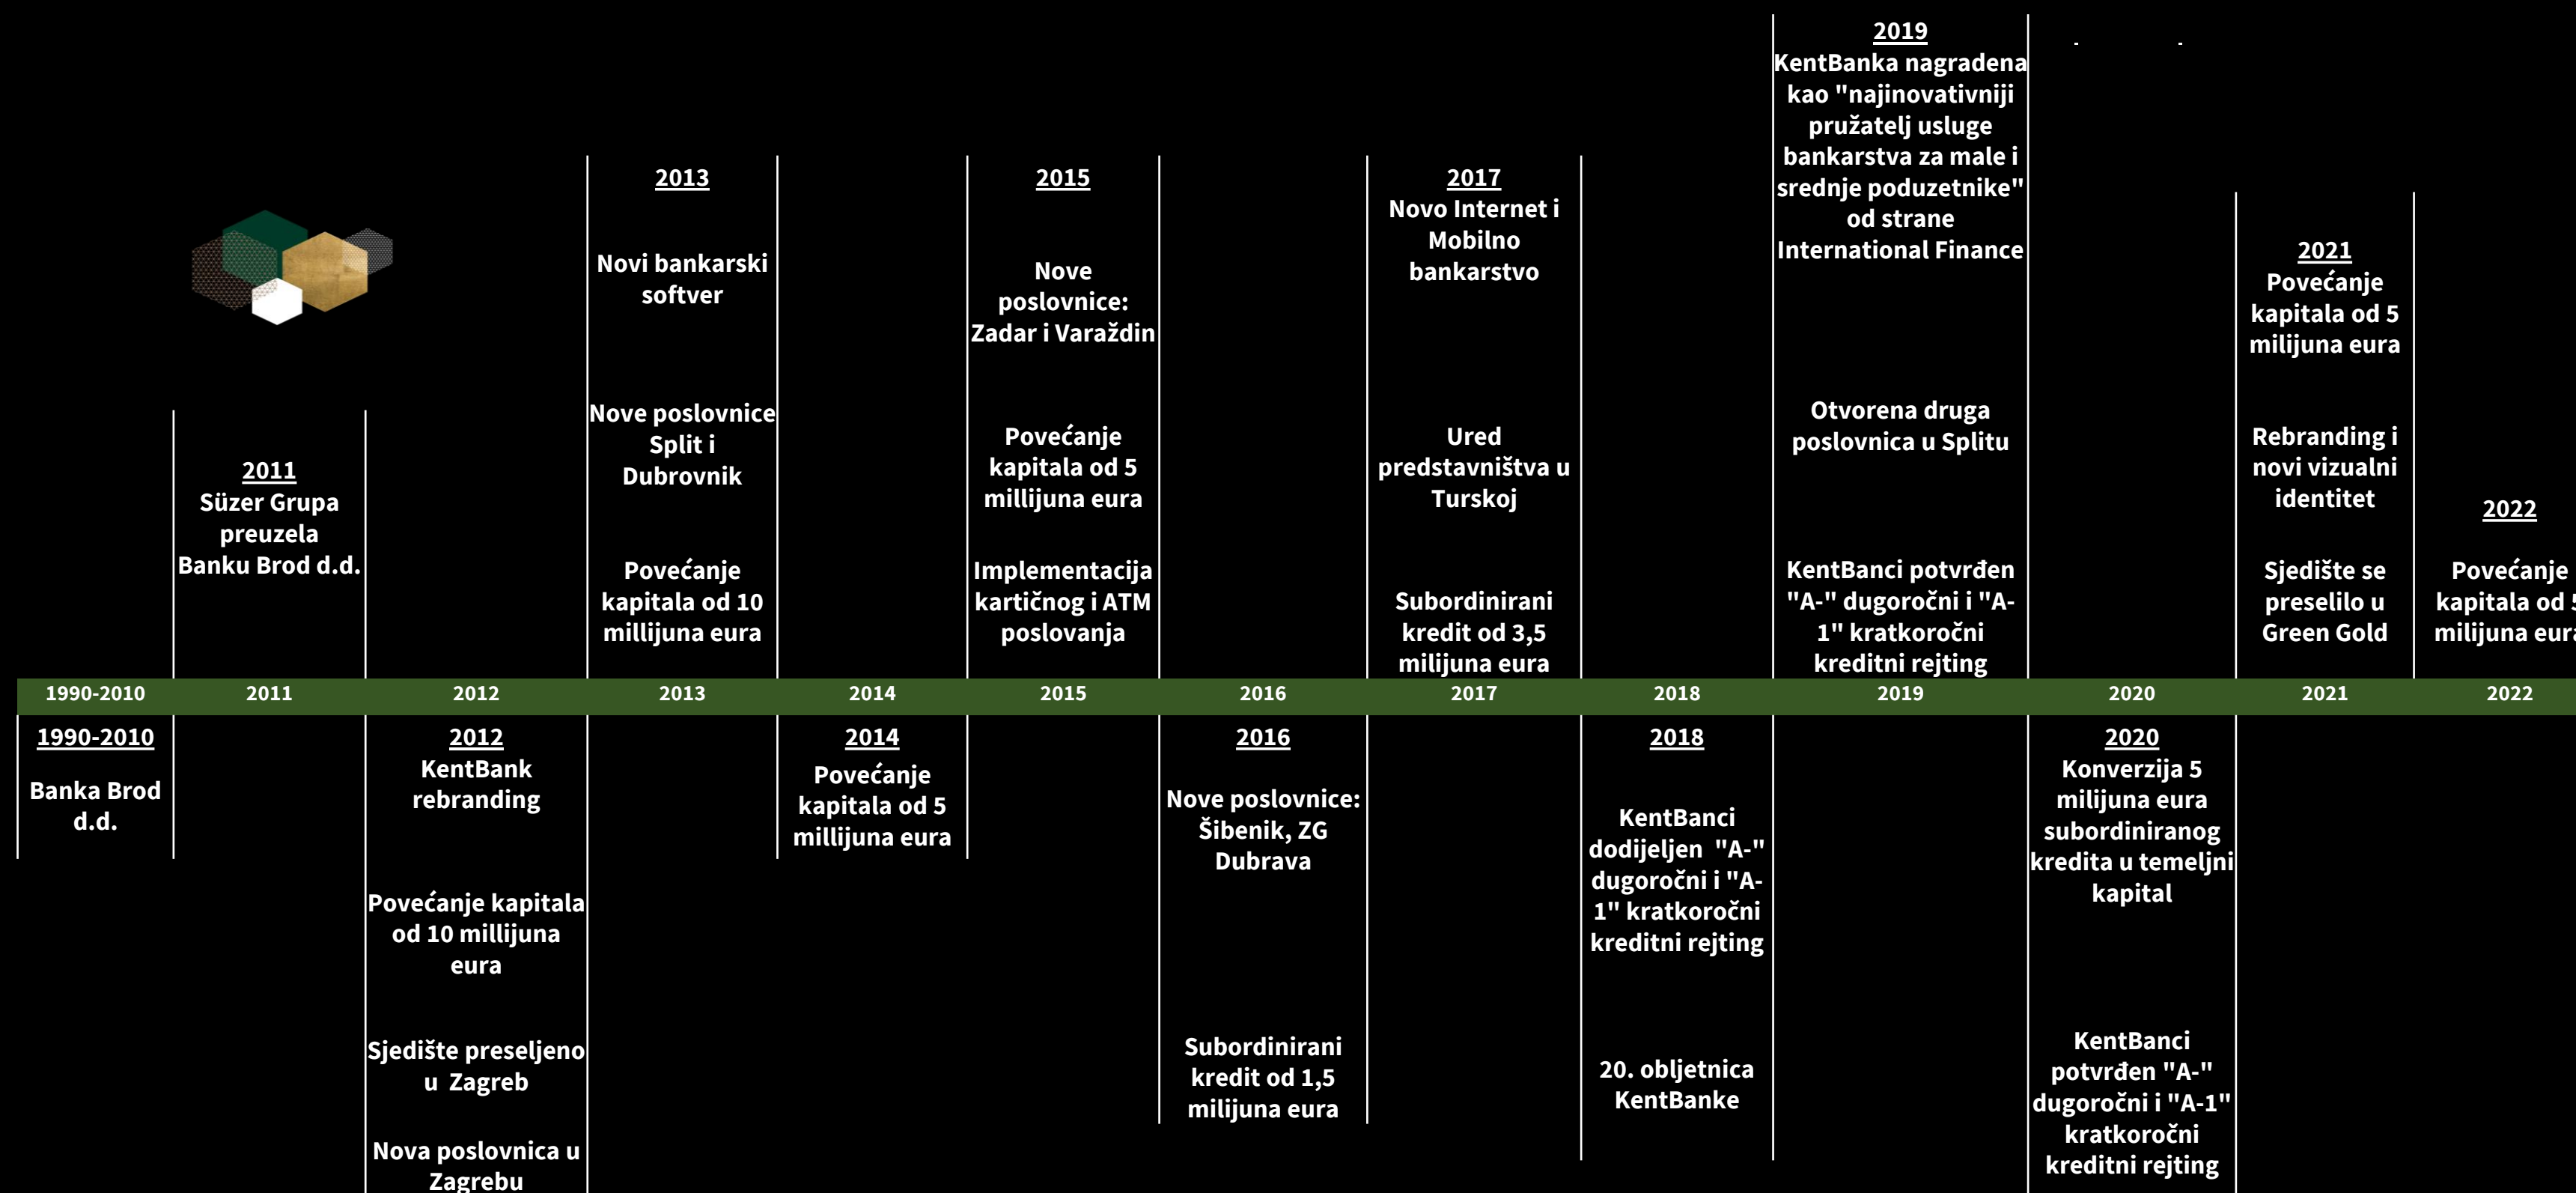 2019
KentBanka nagradena
kao "najinovativniji
pružatelj usluge
bankarstva za male i
srednje poduzetnike"
od strane
International Finance
Otvorena druga
poslovnica u Splitu
KentBanci potvrđen
"A-" dugoročni i "A-
1" kratkoročni
kreditni rejting
2013
Novi bankarski
softver
Nove poslovnice
Split i
Dubrovnik
Povećanje
kapitala od 10
millijuna eura
2015
Nove
poslovnice:
Zadar i Varaždin
Povećanje
kapitala od 5
millijuna eura
Implementacija
kartičnog i ATM
poslovanja
2017
Novo Internet i
Mobilno
bankarstvo
Ured
predstavništva u
Turskoj
Subordinirani
kredit od 3,5
milijuna eura
2021
Povećanje
kapitala od 5
milijuna eura
Rebranding i
novi vizualni
identitet
Sjedište se
preselilo u
Green Gold
2011
Süzer Grupa
preuzela
Banku Brod d.d.
2022
Povećanje
kapitala od 5
milijuna eura
1990-2010 2011 2012 2013 2014 2015 2016 2017 2018 2019 2020 2021 2022
1990-2010
Banka Brod
d.d.
2012
KentBank
rebranding
Povećanje kapitala
od 10 millijuna
eura
Sjedište preseljeno
u Zagreb
Nova poslovnica u
Zagrebu
2014
Povećanje
kapitala od 5
millijuna eura
2016
Nove poslovnice:
Šibenik, ZG
Dubrava
Subordinirani
kredit od 1,5
milijuna eura
2018
KentBanci
dodijeljen "A-"
dugoročni i "A-
1" kratkoročni
kreditni rejting
20. obljetnica
KentBanke
2020
Konverzija 5
milijuna eura
subordiniranog
kredita u temeljni
kapital
KentBanci
potvrđen "A-"
dugoročni i "A-1"
kratkoročni
kreditni rejting